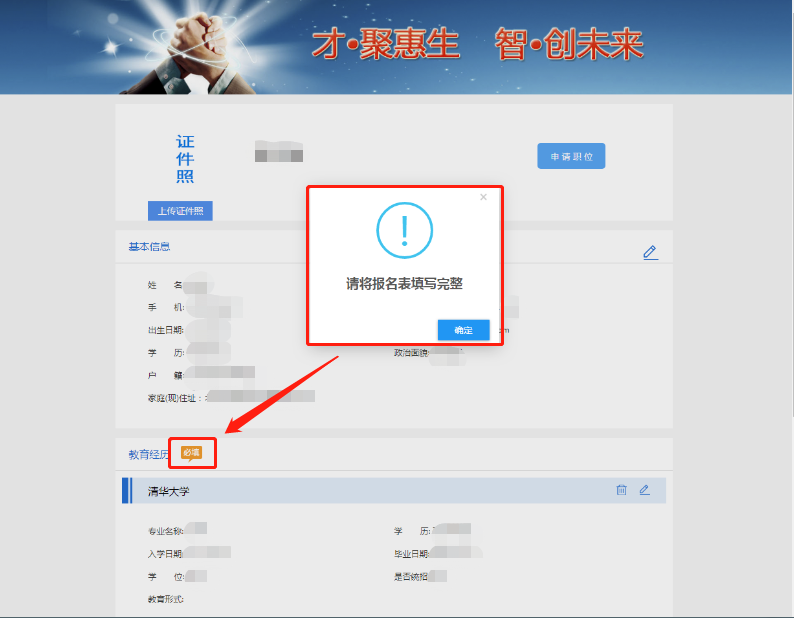 才·聚惠生 智·创未来
证件照
申请职位
上传证件照
×
!
请将报名表填写完整
确定
基本信息
姓 名
手 机:
出生日期:
om
学 历:
政治面貌:
户 籍:
家庭(现)住址:
教育经历 必填
清华大学
专业名称: 学 历:
入学日期: 毕业日期:
学 位: 是否统招
教育形式: